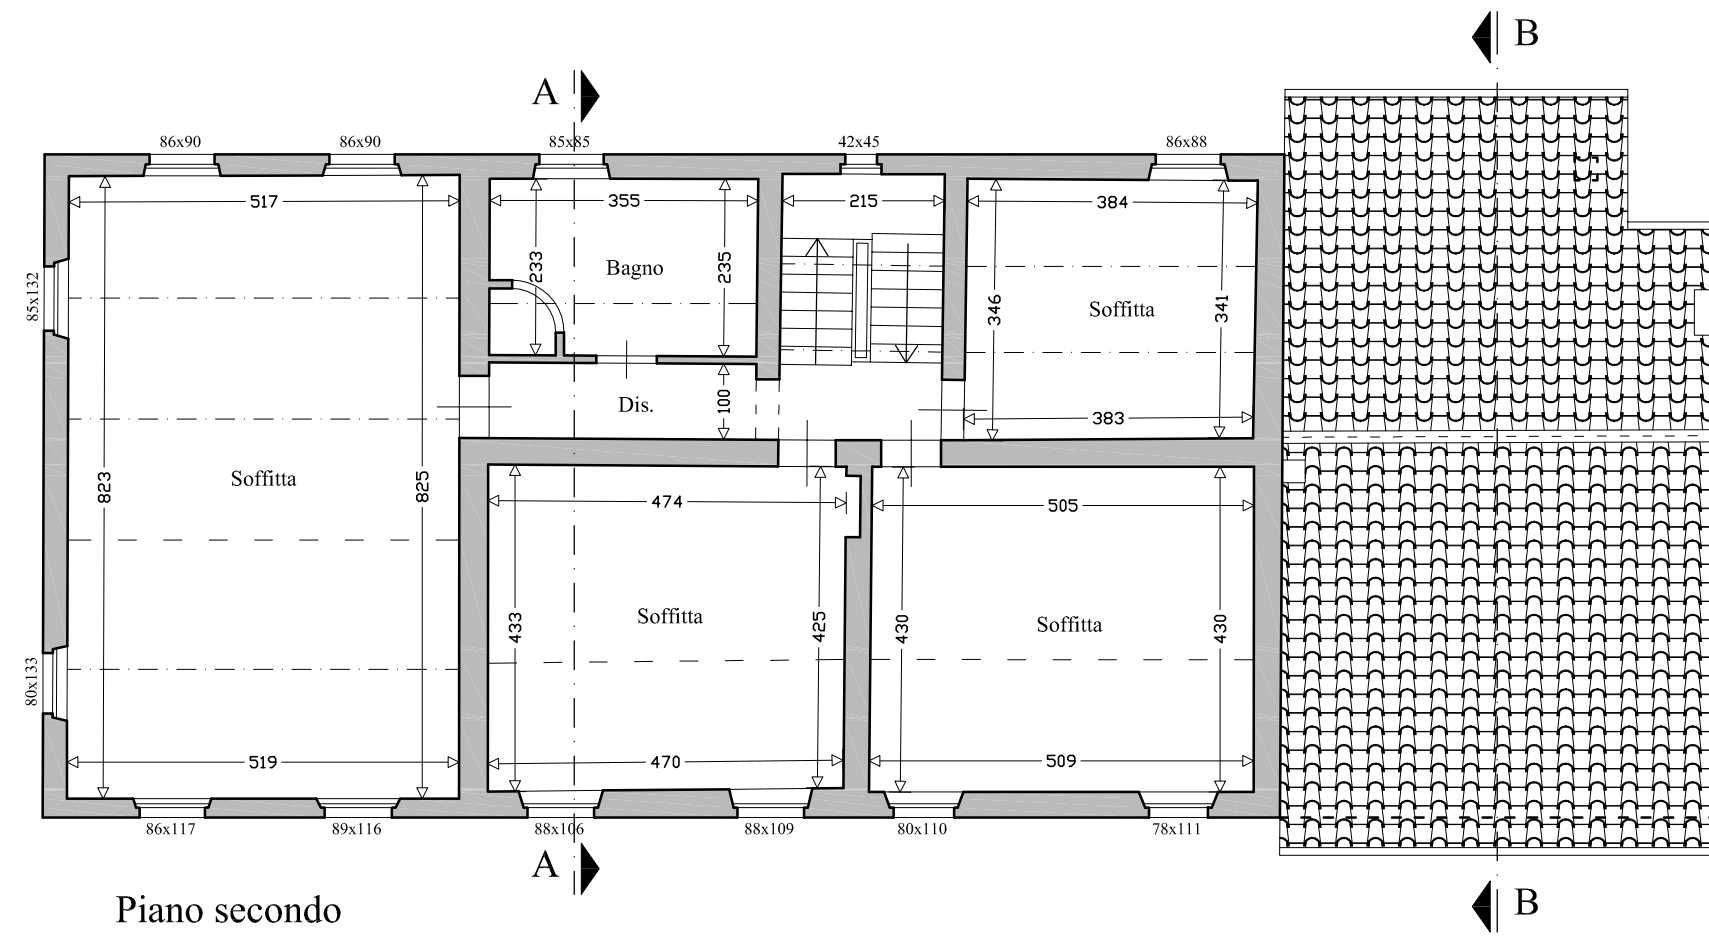 B
A
86x90
86x90
85x85
42x45
86x88
517
355
215
384
85x132
233
Bagno
235
346
Soffitta
341
Dis.
100
383
823
Soffitta
825
474
505
433
Soffitta
425
430
Soffitta
430
80x133
519
470
509
86x117
89x116
88x106
88x109
80x110
78x111
A
B
Piano secondo